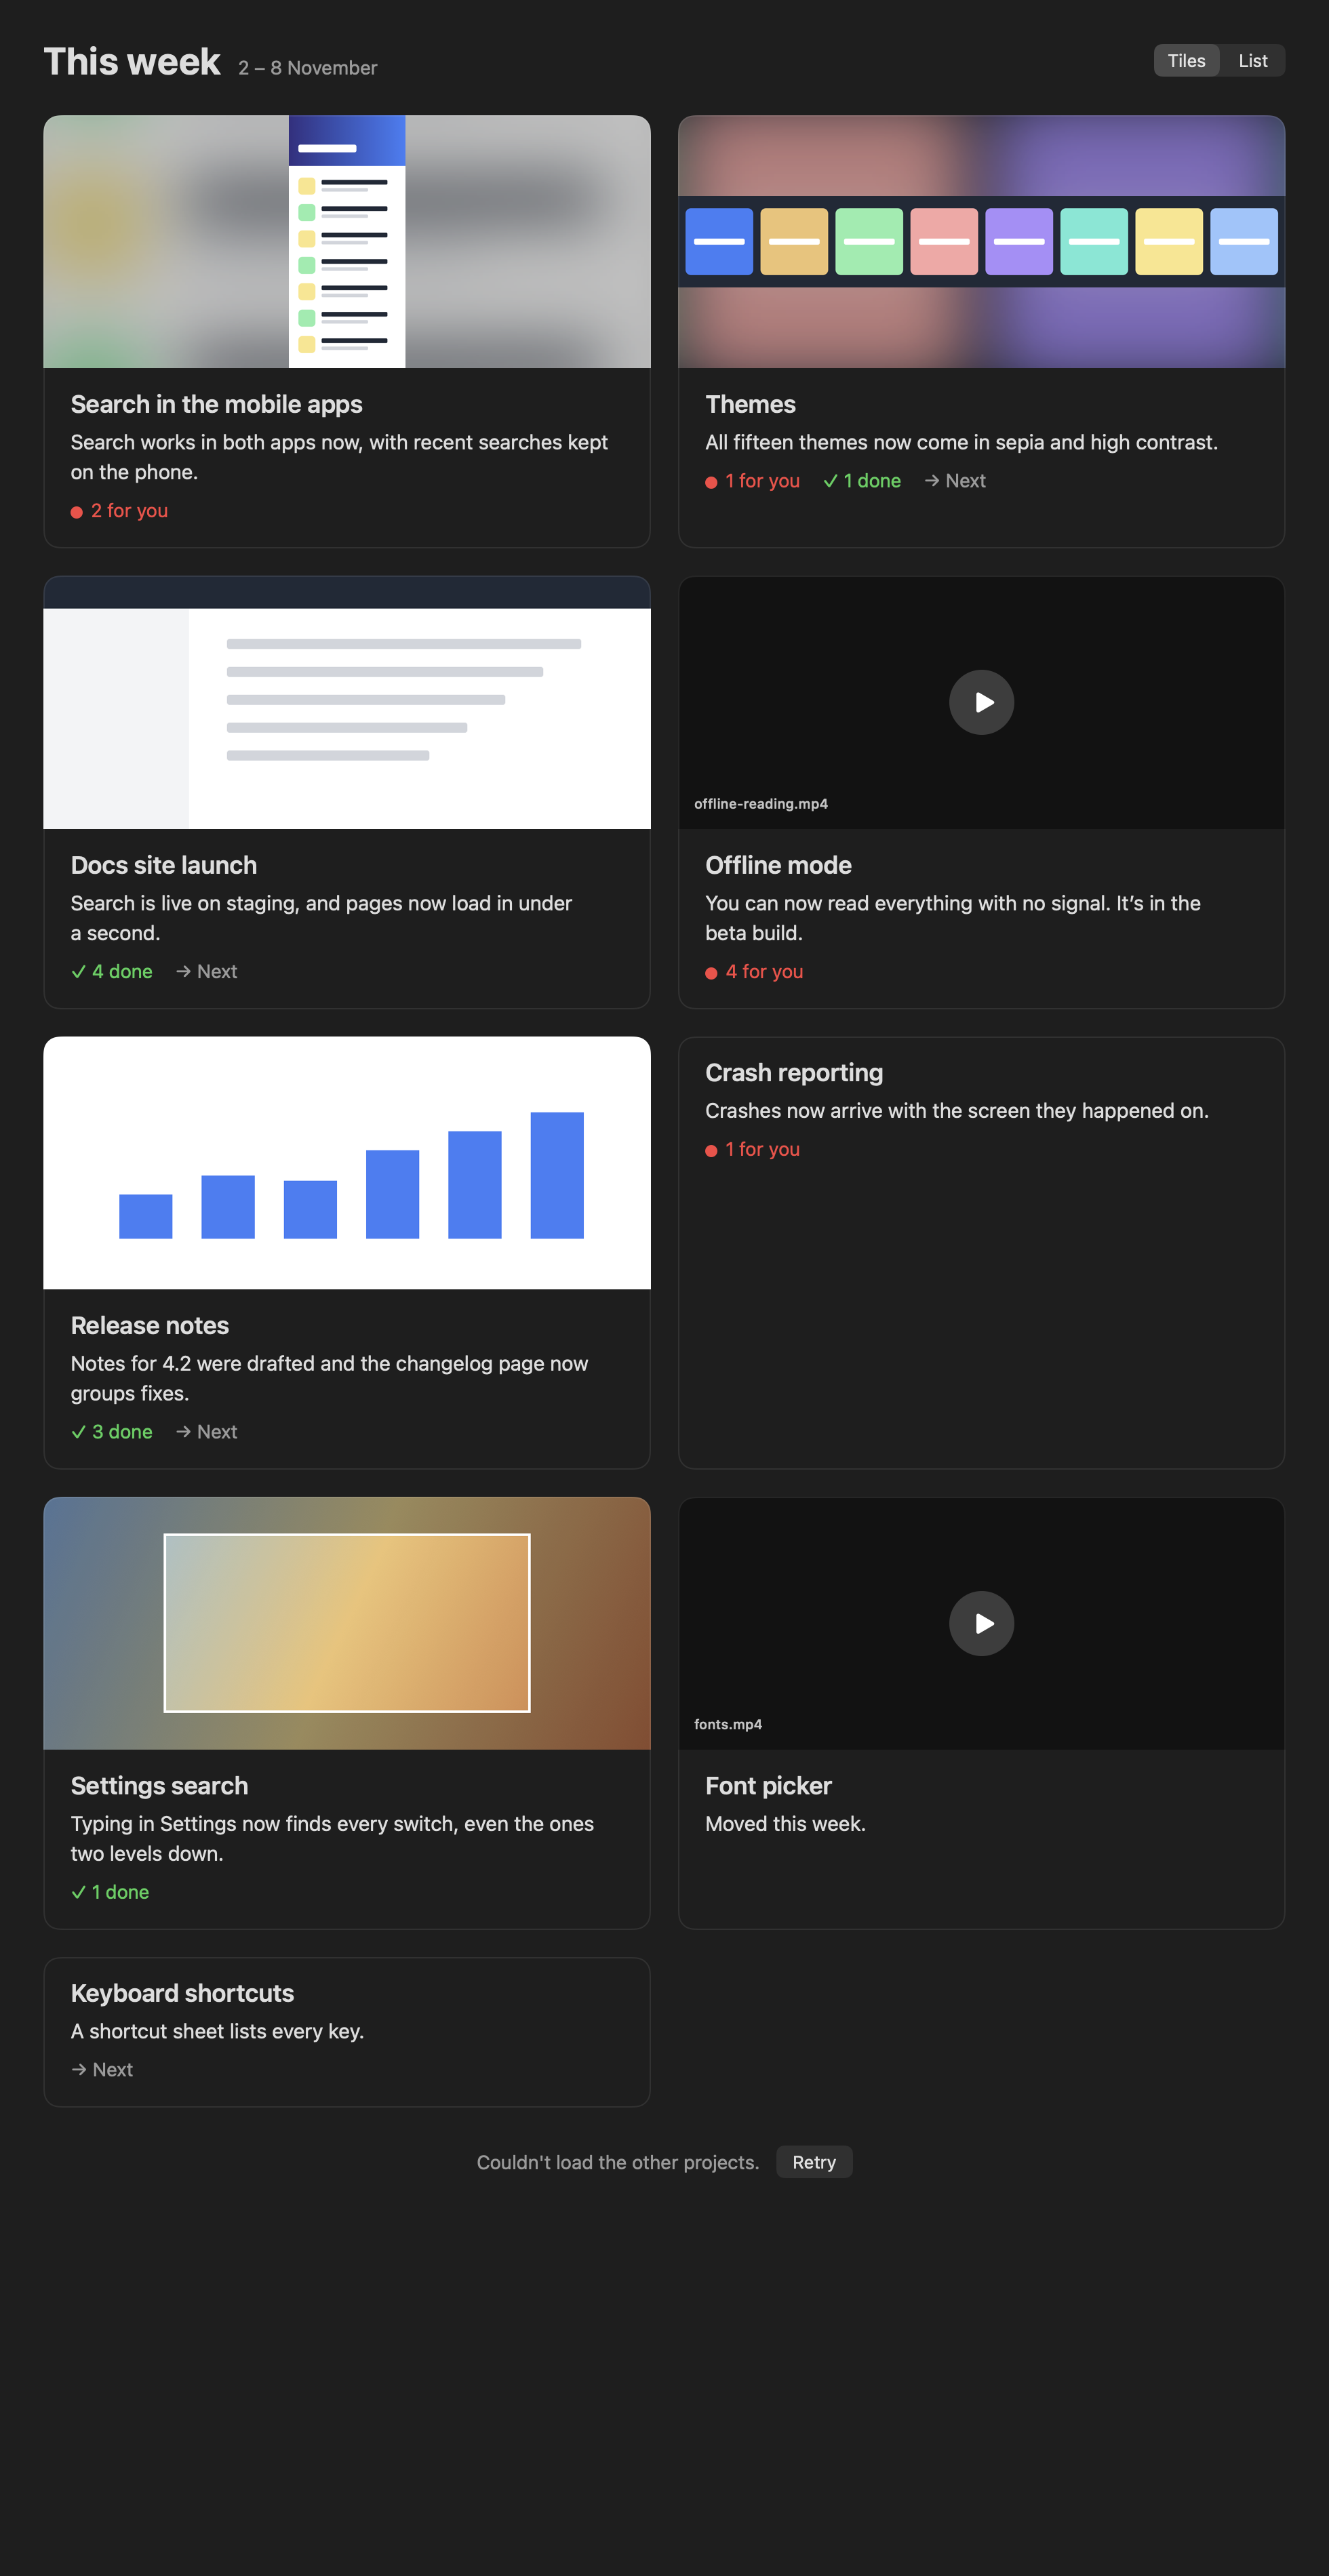 This week 2 – 8 November
Tiles List
Search in the mobile apps
Search works in both apps now, with recent searches kept
on the phone.
2 for you
Themes
All fifteen themes now come in sepia and high contrast.
1 for you ✓ 1 done → Next
Docs site launch
Search is live on staging, and pages now load in under
a second.
✓ 4 done → Next
offline-reading.mp4
Offline mode
You can now read everything with no signal. It’s in the
beta build.
4 for you
Release notes
Notes for 4.2 were drafted and the changelog page now
groups fixes.
✓ 3 done → Next
Crash reporting
Crashes now arrive with the screen they happened on.
1 for you
Settings search
Typing in Settings now finds every switch, even the ones
two levels down.
✓ 1 done
fonts.mp4
Font picker
Moved this week.
Keyboard shortcuts
A shortcut sheet lists every key.
→ Next
Couldn't load the other projects. Retry